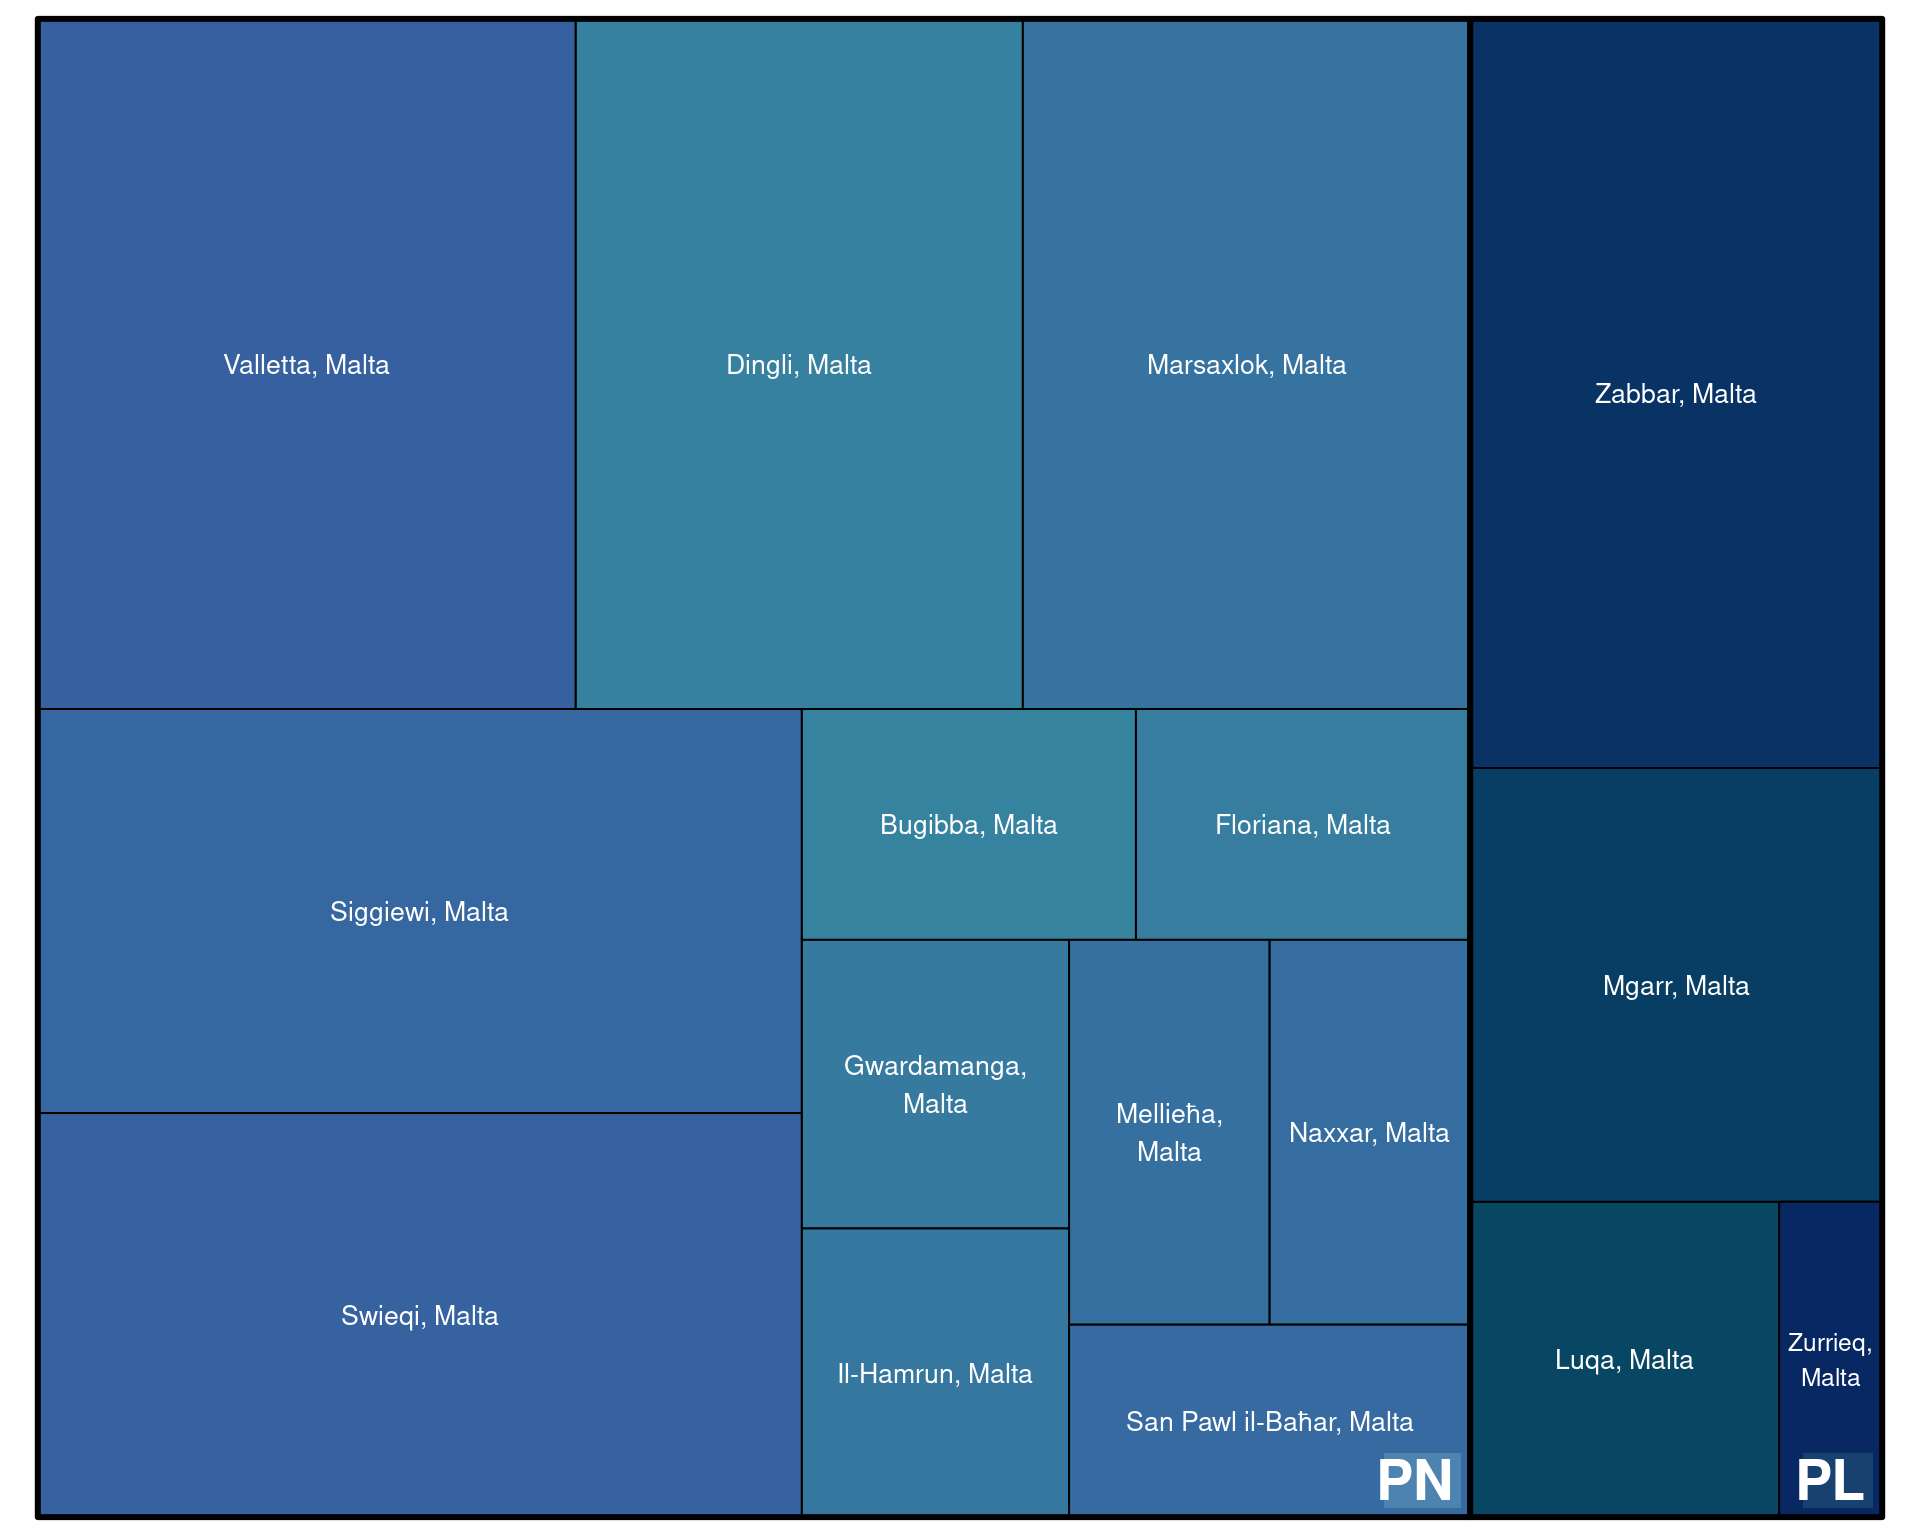 Valletta, Malta
Dingli, Malta
Marsaxlok, Malta
Zabbar, Malta
Siggiewi, Malta
Bugibba, Malta
Floriana, Malta
Mgarr, Malta
Gwardamanga,
Malta
Mellieħa,
Malta
Naxxar, Malta
Swieqi, Malta
Il-Hamrun, Malta
San Pawl il-Baħar, Malta
Luqa, Malta
Zurrieq,
Malta
PN
PL